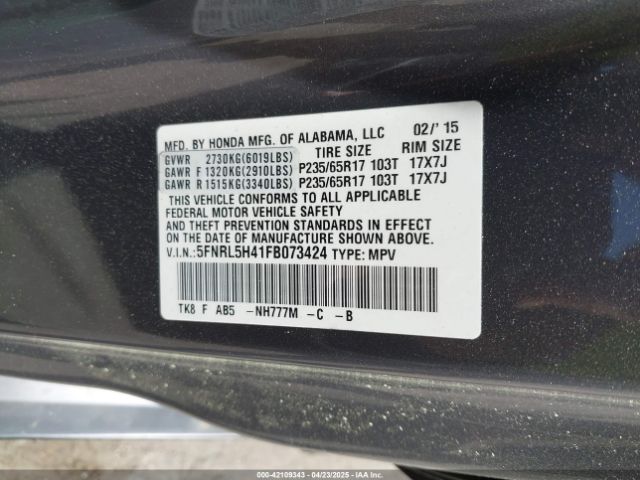 MFD. BY HONDA MFG. OF ALABAMA, LLC 02/'15
GVWR 2730KG(6019LBS) TIRE SIZE RIM SIZE
GAWR F 1320KG(2910LBS) P235/65R17 103T 17X7J
GAWR R 1515KG(3340LBS) P235/65R17 103T 17X7J
THIS VEHICLE CONFORMS TO ALL APPLICABLE
FEDERAL MOTOR VEHICLE SAFETY
AND THEFT PREVENTION STANDARDS IN EFFECT
ON THE DATE OF MANUFACTURE SHOWN ABOVE.
V.I.N.: 5FNRL5H41FB073424 TYPE: MPV
TK8 F AB5 -NH777M -C -B
000-42109343 - 04/23/2025 - IAAI.COM